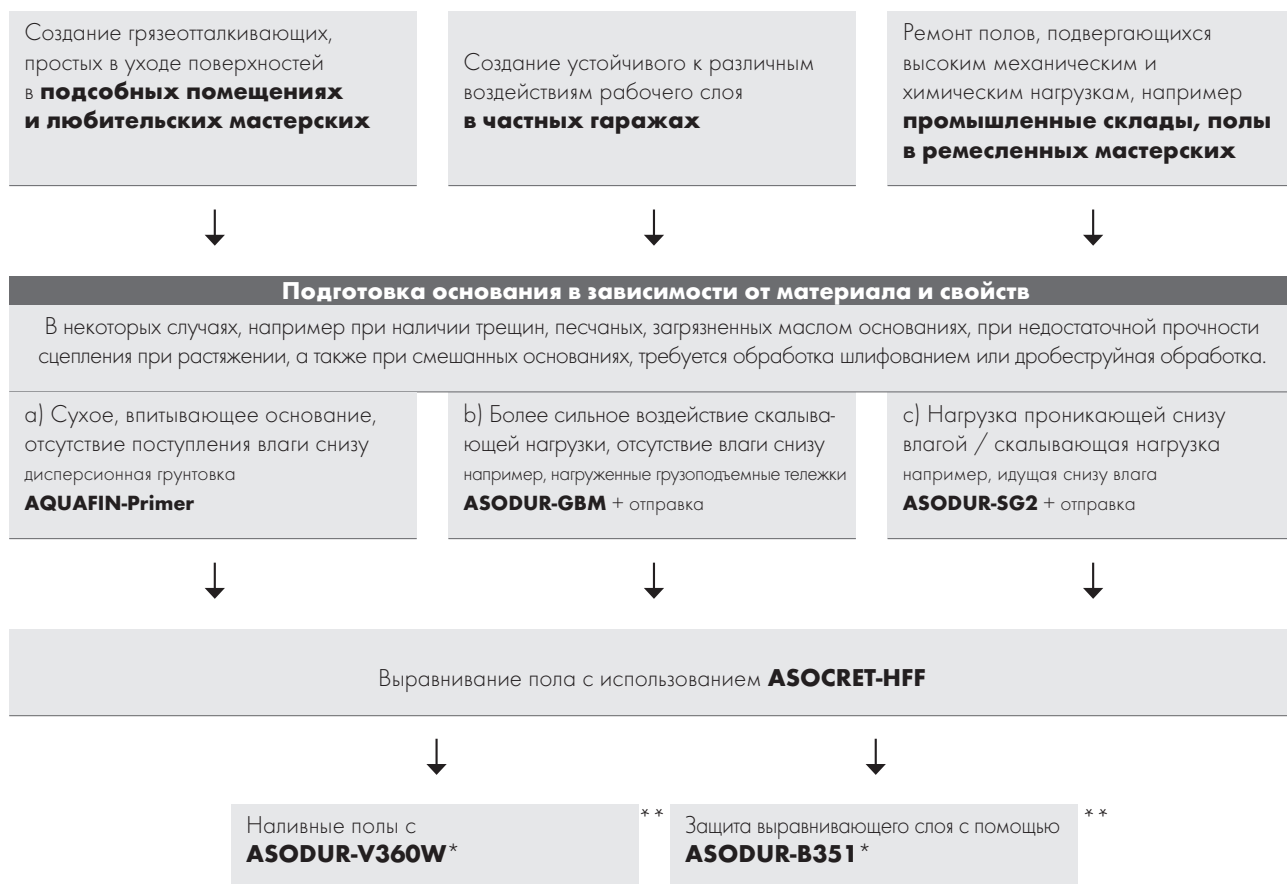 Создание грязеотталкивающих,
простых в уходе поверхностей
в подсобных помещениях
и любительских мастерских
Создание устойчивого к различным
воздействиям рабочего слоя
в частных гаражах
Ремонт полов, подвергающихся
высоким механическим и
химическим нагрузкам, например
промышленные склады, полы
в ремесленных мастерских
Подготовка основания в зависимости от материала и свойств
В некоторых случаях, например при наличии трещин, песчаных, загрязненных маслом основаниях, при недостаточной прочности
сцепления при растяжении, а также при смешанных основаниях, требуется обработка шлифованием или дробеструйная обработка.
a) Сухое, впитывающее основание,
отсутствие поступления влаги снизу
дисперсионная грунтовка
AQUAFIN-Primer
b) Более сильное воздействие скалыва-
ющей нагрузки, отсутствие влаги снизу
например, нагруженные грузоподъемные тележки
ASODUR-GBM + отправка
c) Нагрузка проникающей снизу
влагой / скалывающая нагрузка
например, идущая снизу влага
ASODUR-SG2 + отправка
Выравнивание пола с использованием ASOCRET-HFF
Наливные полы с
ASODUR-V360W*
**
Защита выравнивающего слоя с помощью
ASODUR-B351*
**